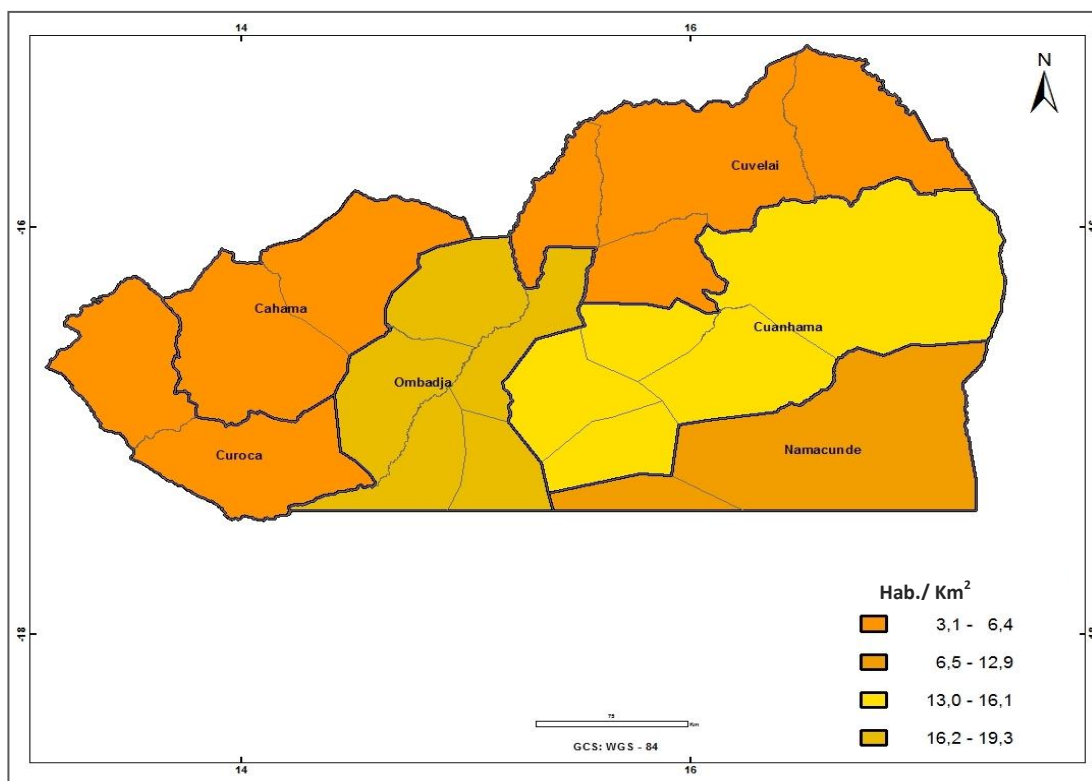 14 16
N
Cuvelai
-16
Cahama
Cuanhama
Ombadja
Curoca
Namacunde
Hab./ Km²
3,1 - 6,4
6,5 - 12,9
13,0 - 16,1
16,2 - 19,3
-18 -18
75
Km
GCS: WGS - 84
14 16